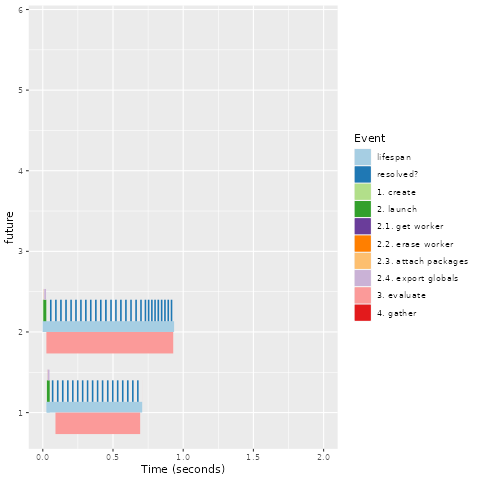 6
5
4
3
2
1
future
0.0 0.5 1.0 1.5 2.0
Time (seconds)
Event
lifespan
resolved?
1. create
2. launch
2.1. get worker
2.2. erase worker
2.3. attach packages
2.4. export globals
3. evaluate
4. gather